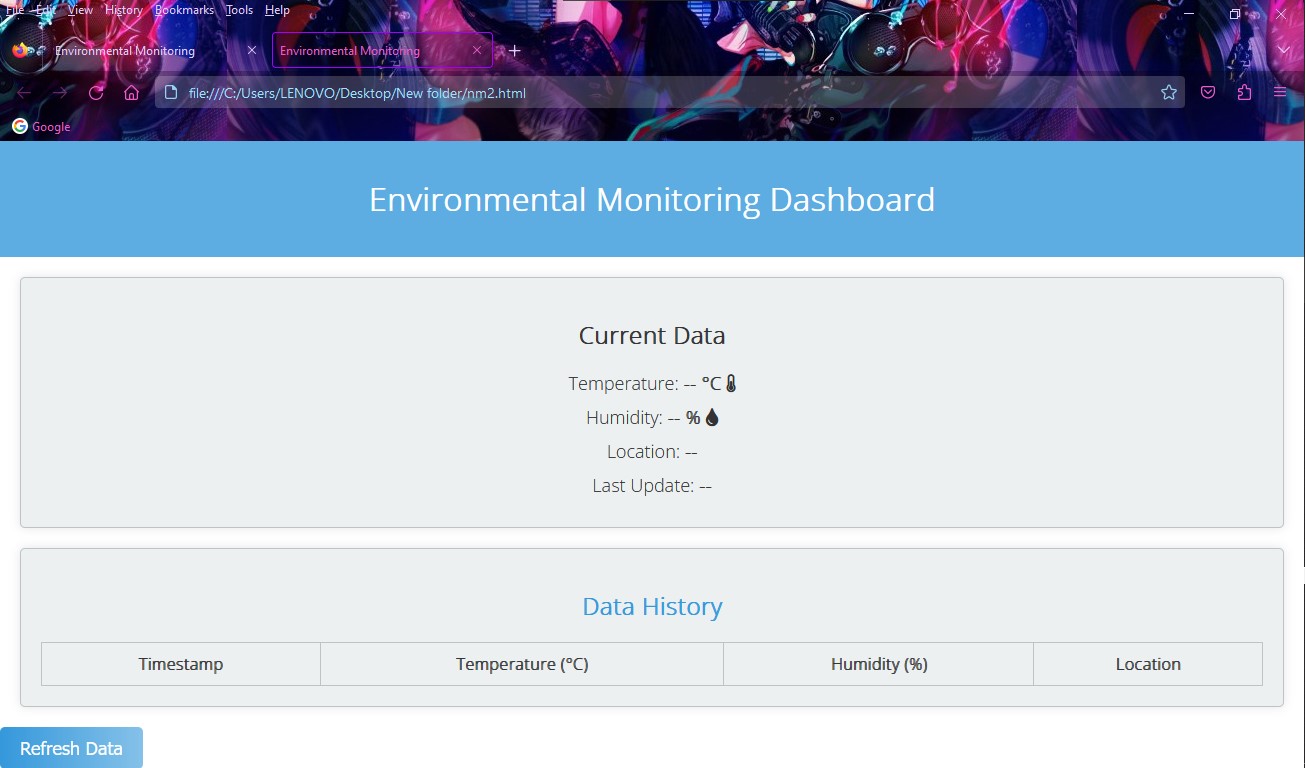 File Edit View History Bookmarks Tools Help
Environmental Monitoring Environmental Monitoring
file:///C:/Users/LENOVO/Desktop/New folder/nm2.html
Google
Environmental Monitoring Dashboard
Current Data
Temperature: -- °C
Humidity: -- %
Location: --
Last Update: --
Data History
Timestamp Temperature (°C) Humidity (%) Location
Refresh Data